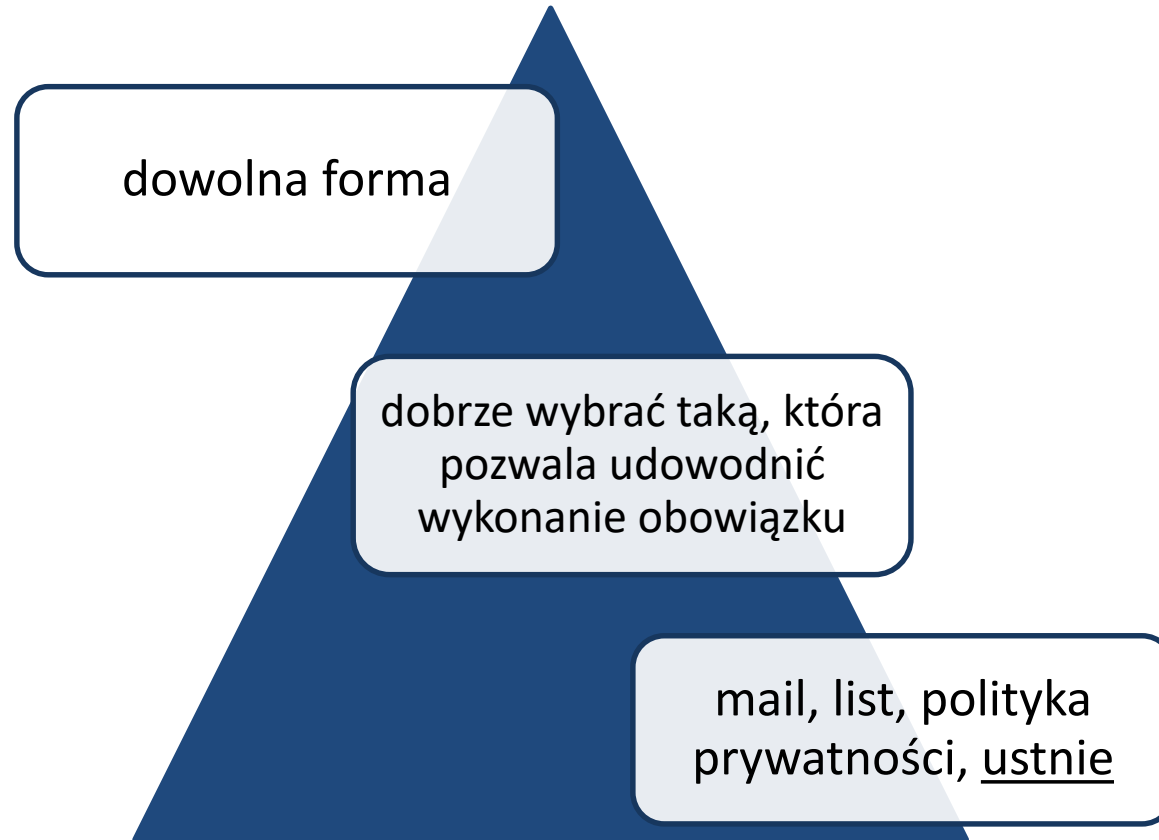 dowolna forma
dobrze wybrać taką, która
pozwala udowodnić
wykonanie obowiązku
mail, list, polityka
prywatności, ustnie